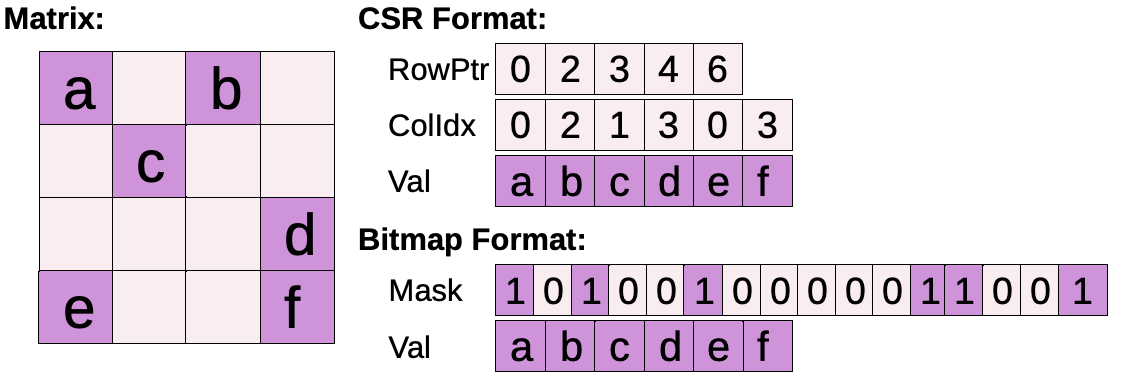 Matrix:
a b
c
d
e f
CSR Format:
RowPtr 0 2 3 4 6
ColIdx 0 2 1 3 0 3
Val a b c d e f
Bitmap Format:
Mask 1 0 1 0 0 1 0 0 0 0 0 1 1 0 0 1
Val a b c d e f